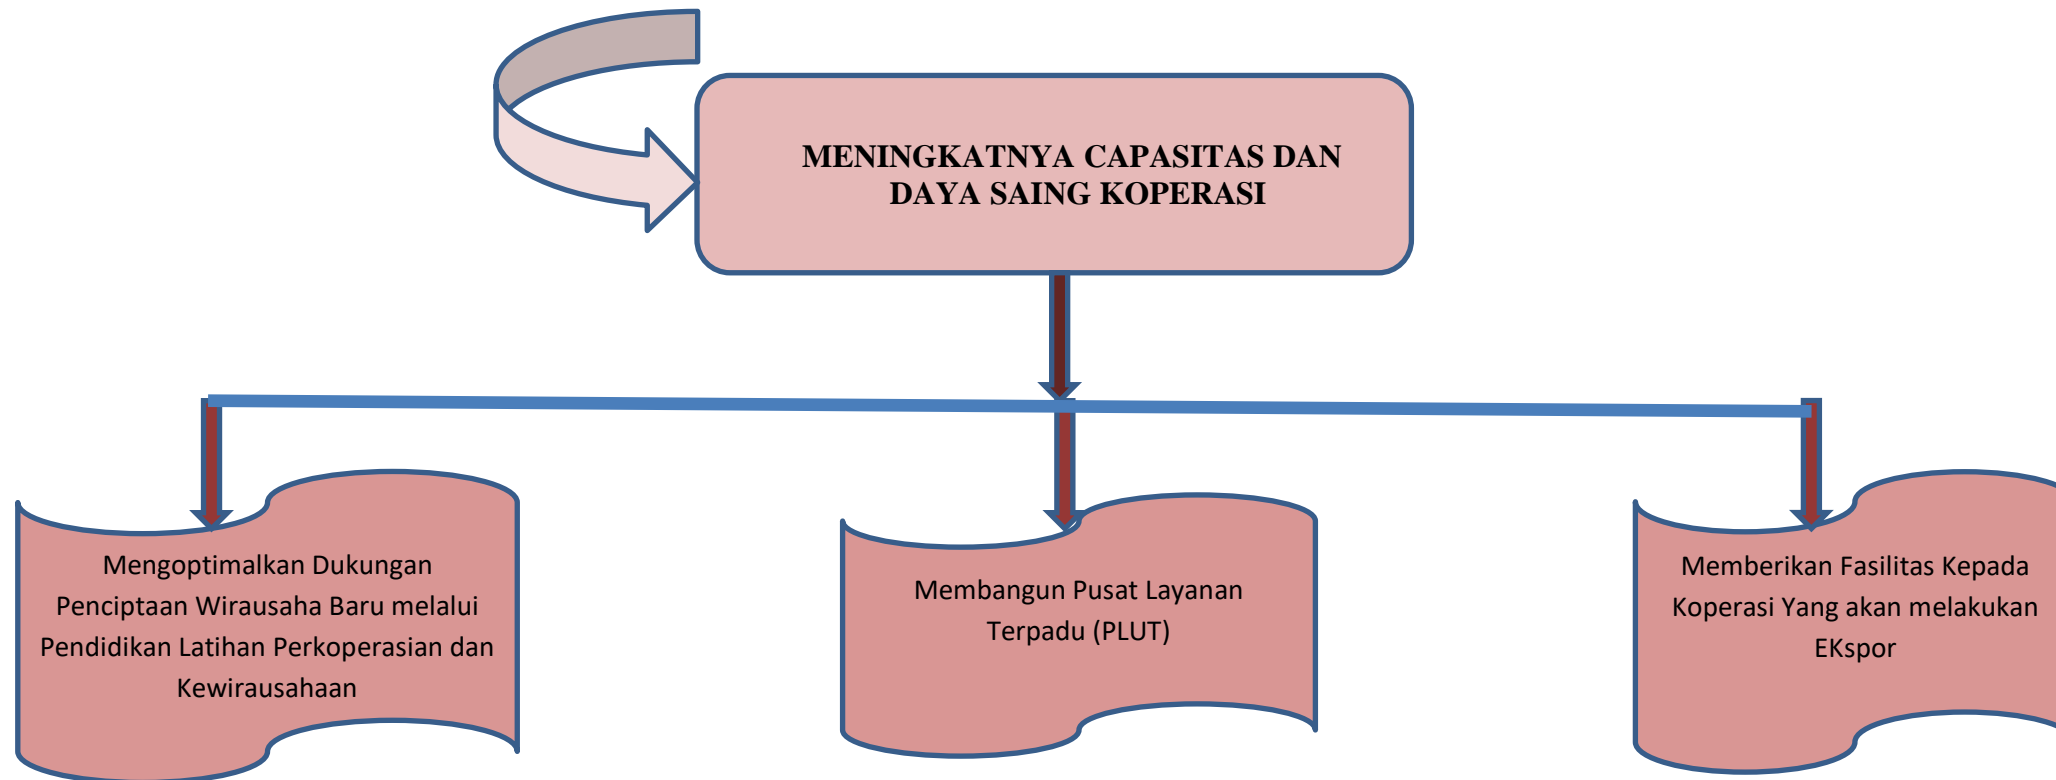 MENINGKATNYA CAPASITAS DAN
DAYA SAING KOPERASI
Mengoptimalkan Dukungan
Penciptaan Wirausaha Baru melalui
Pendidikan Latihan Perkoperasian dan
Kewirausahaan
Membangun Pusat Layanan
Terpadu (PLUT)
Memberikan Fasilitas Kepada
Koperasi Yang akan melakukan
EKspor